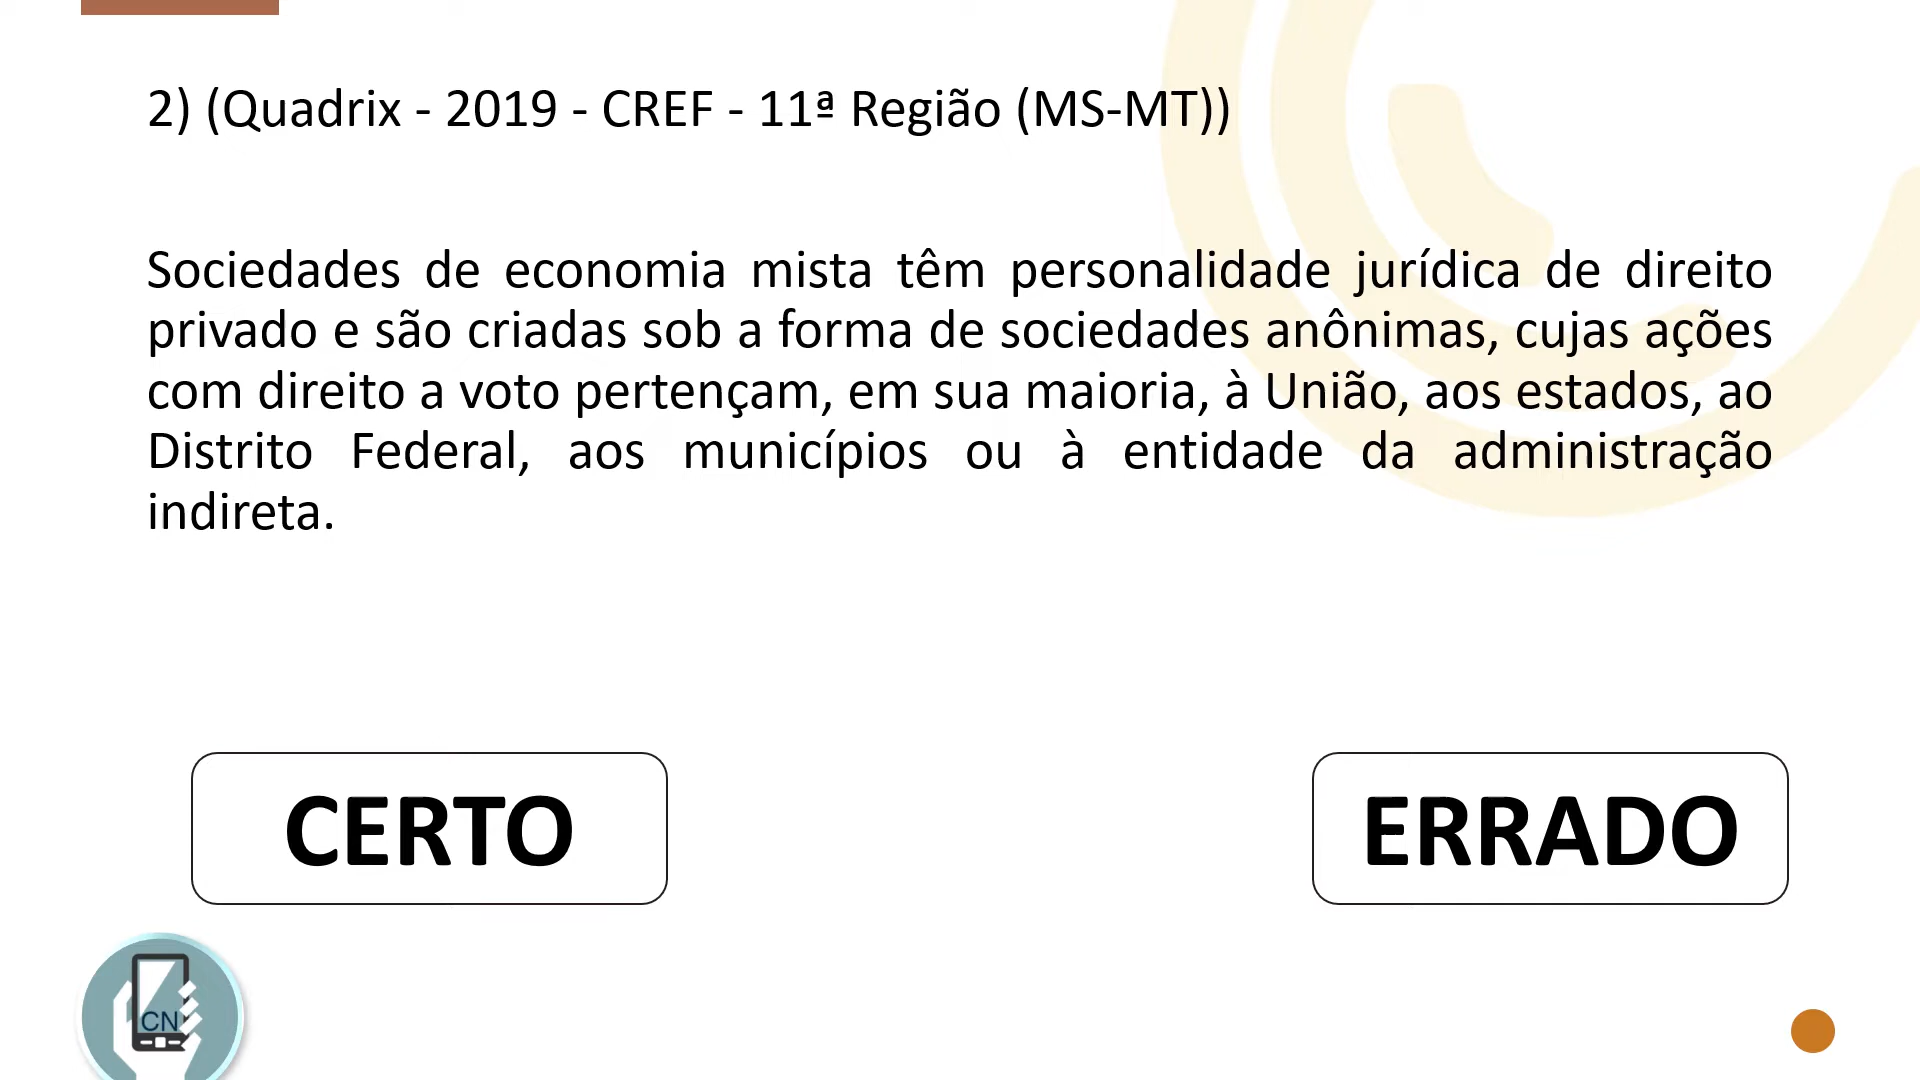 2) (Quadrix - 2019 - CREF - 11ª Região (MS-MT))
Sociedades de economia mista têm personalidade jurídica de direito
privado e são criadas sob a forma de sociedades anônimas, cujas ações
com direito a voto pertençam, em sua maioria, à União, aos estados, ao
Distrito Federal, aos municípios ou à entidade da administração
indireta.
CERTO
ERRADO
CN